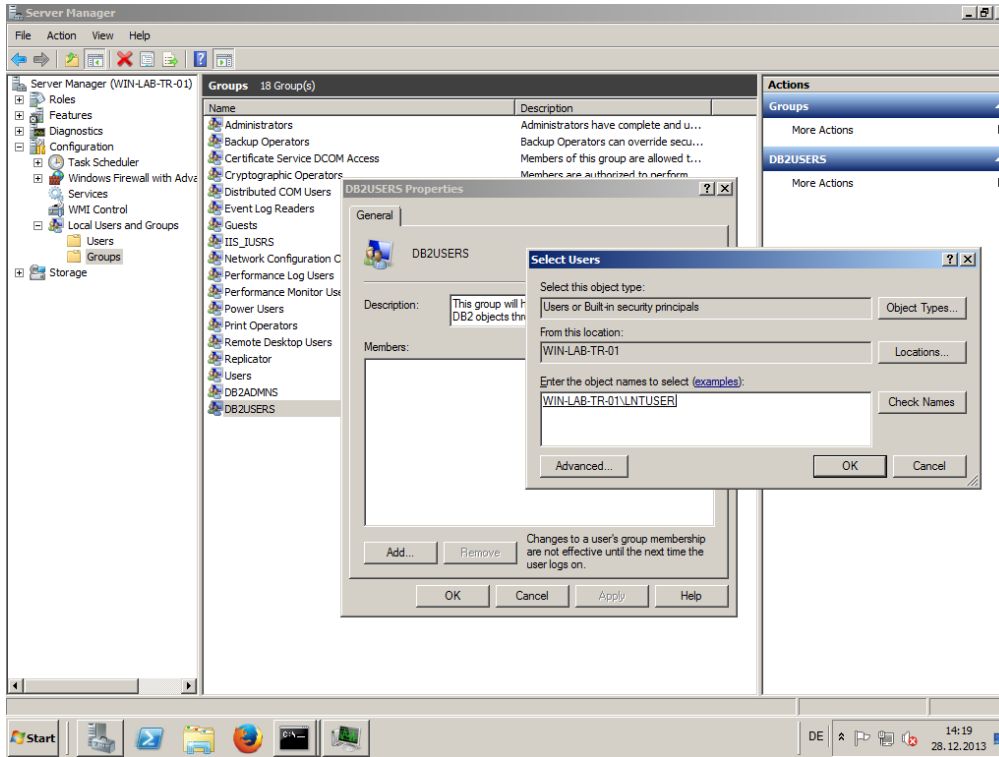 Server Manager
File Action View Help
Server Manager (WIN-LAB-TR-01)
Roles
Features
Diagnostics
Configuration
Task Scheduler
Windows Firewall with Adva
Services
WMI Control
Local Users and Groups
Users
Groups
Storage
Groups 18 Group(s)
Name Description
Administrators Administrators have complete and u...
Backup Operators Backup Operators can override secu...
Certificate Service DCOM Access Members of this group are allowed t...
Cryptographic Operators Members are authorized to perform
Distributed COM Users
Event Log Readers
Guests
IIS_IUSRS
Network Configuration O
Performance Log Users
Performance Monitor Use
Power Users
Print Operators
Remote Desktop Users
Replicator
Users
DB2ADMNS
DB2USERS
Actions
Groups
More Actions
DB2USERS
More Actions
DB2USERS Properties
General
DB2USERS
Description: This group will h
DB2 objects thr
Members:
Add... Remove
Changes to a user's group membership
are not effective until the next time the
user logs on.
OK Cancel Apply Help
Select Users
Select this object type:
Users or Built-in security principals Object Types...
From this location:
WIN-LAB-TR-01 Locations...
Enter the object names to select (examples):
WIN-LAB-TR-01\LNTUSER Check Names
Advanced... OK Cancel
Start
DE
14:19
28.12.2013